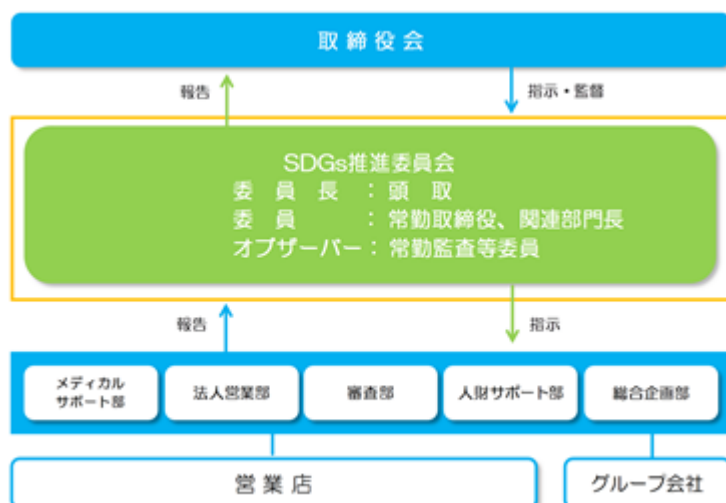 取締役会
報告
指示・監督
SDGs推進委員会
委員長：頭取
委員：常勤取締役、関連部門長
オブザーバー：常勤監査等委員
報告
指示
メディカル
サポート部
法人営業部
審査部
人財サポート部
総合企画部
営業店
グループ会社